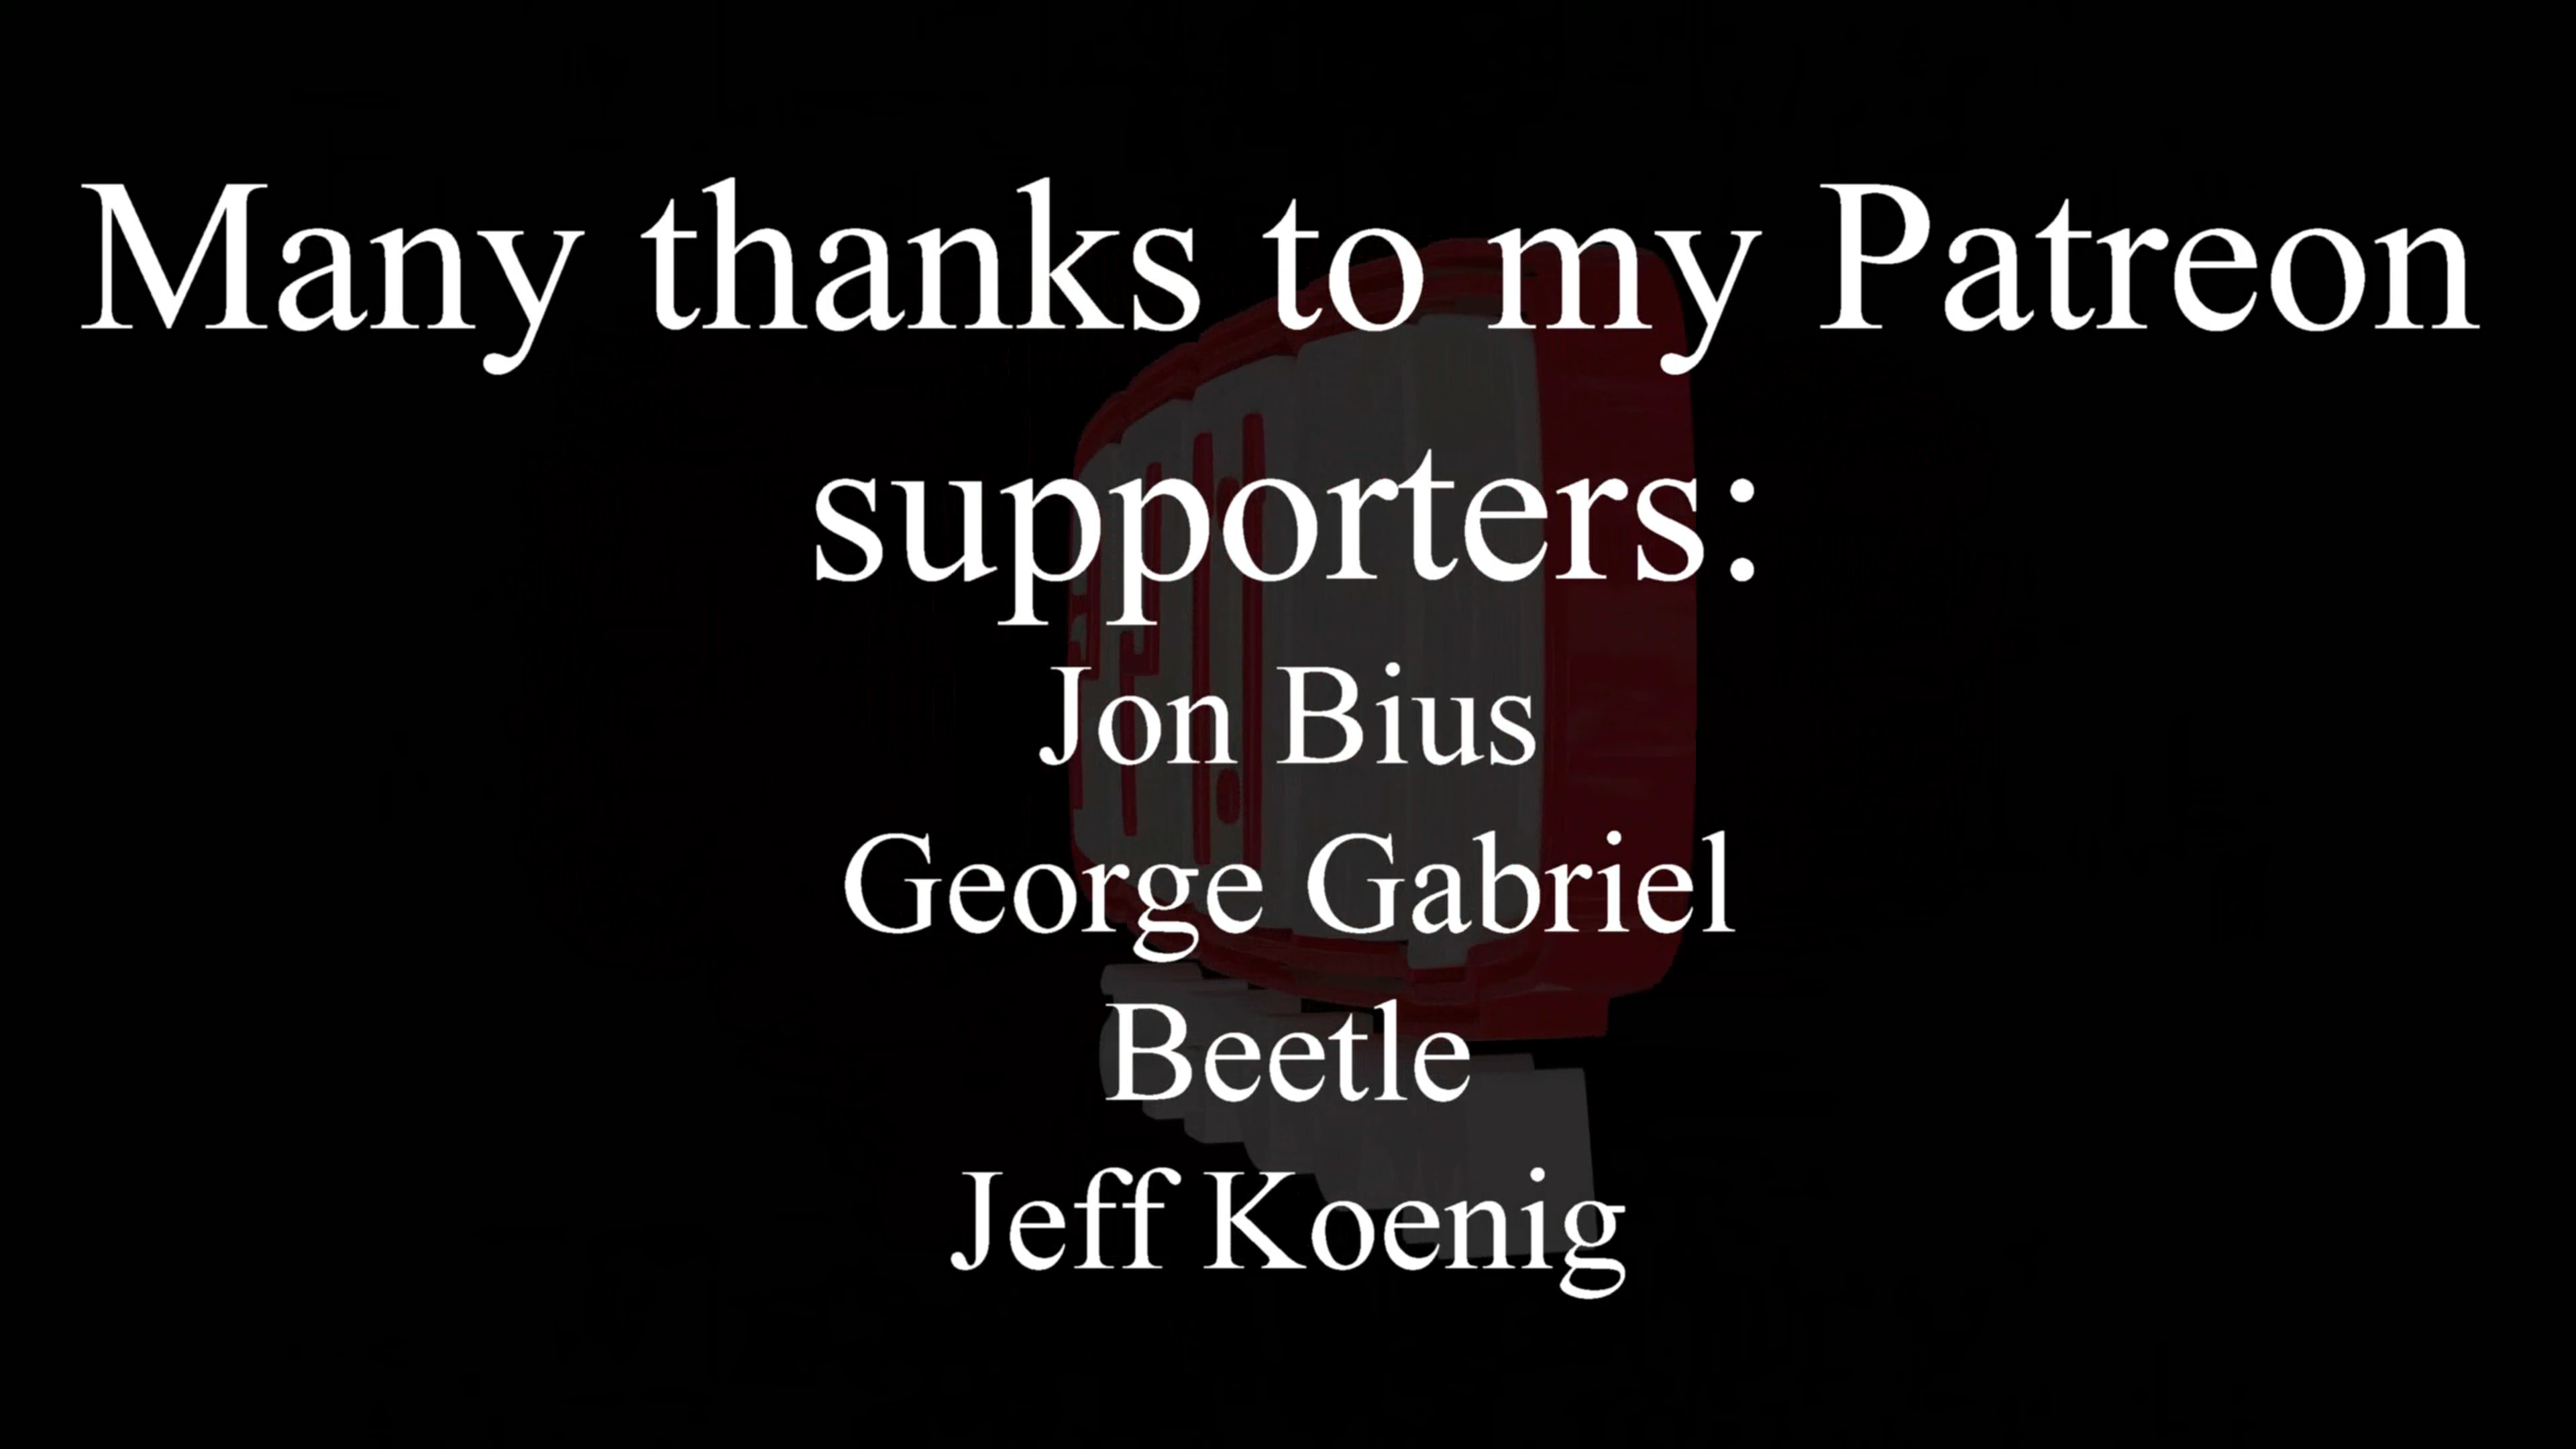 Many thanks to my Patreon
supporters:
Jon Bius
George Gabriel
Beetle
Jeff Koenig